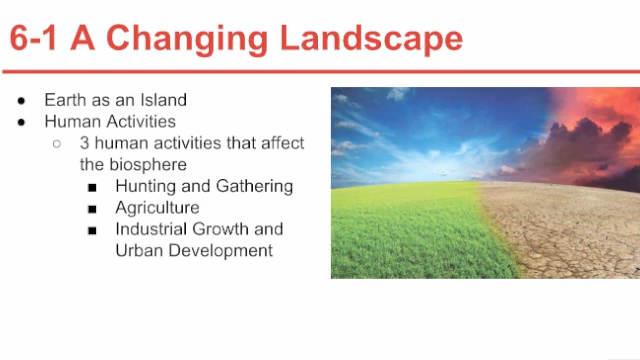 6-1 A Changing Landscape
● Earth as an Island
● Human Activities
○ 3 human activities that affect
the biosphere
■ Hunting and Gathering
■ Agriculture
■ Industrial Growth and
Urban Development